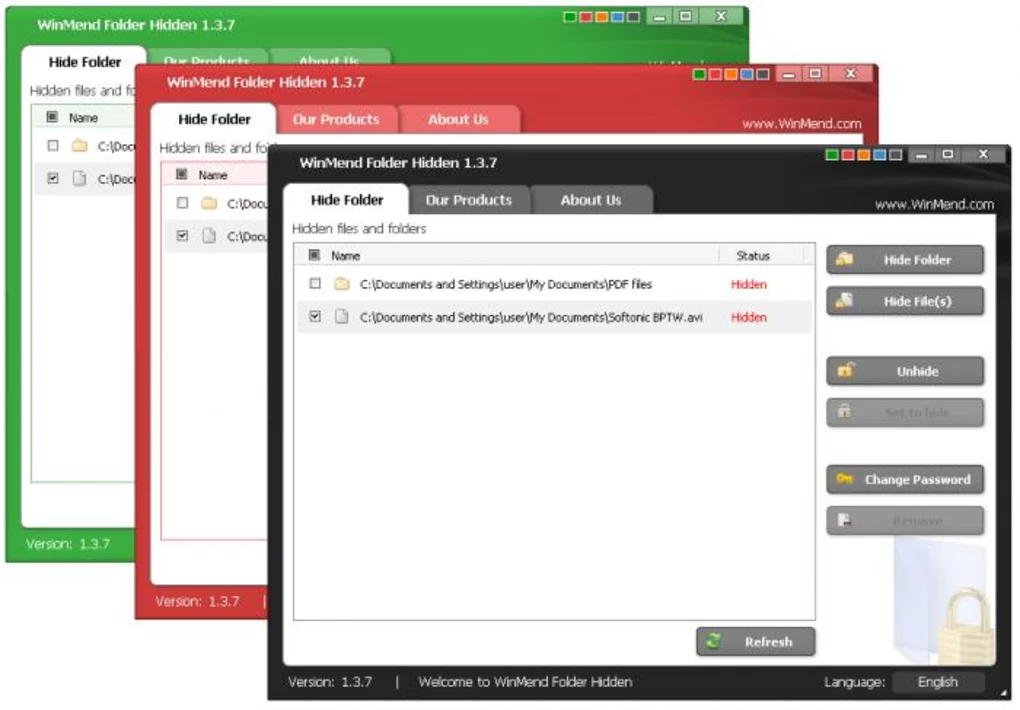 WinMend Folder Hidden 1.3.7
Hide Folder Our Products About Us
Hidden files and fo
Name
C:\Docu
C:\Docu
Version: 1.3.7
WinMend Folder Hidden 1.3.7
Hide Folder Our Products About Us
www.WinMend.com
Hidden files and fol
Name
C:\Docu
C:\Docu
Version: 1.3.7 |
WinMend Folder Hidden 1.3.7
Hide Folder Our Products About Us
www.WinMend.com
Hidden files and folders
Name Status
C:\Documents and Settings\user\My Documents\PDF files Hidden
C:\Documents and Settings\user\My Documents\Softonic BPTW.avi Hidden
Hide Folder
Hide File(s)
Unhide
Set to hide
Change Password
Remove
Refresh
Version: 1.3.7 | Welcome to WinMend Folder Hidden Language: English